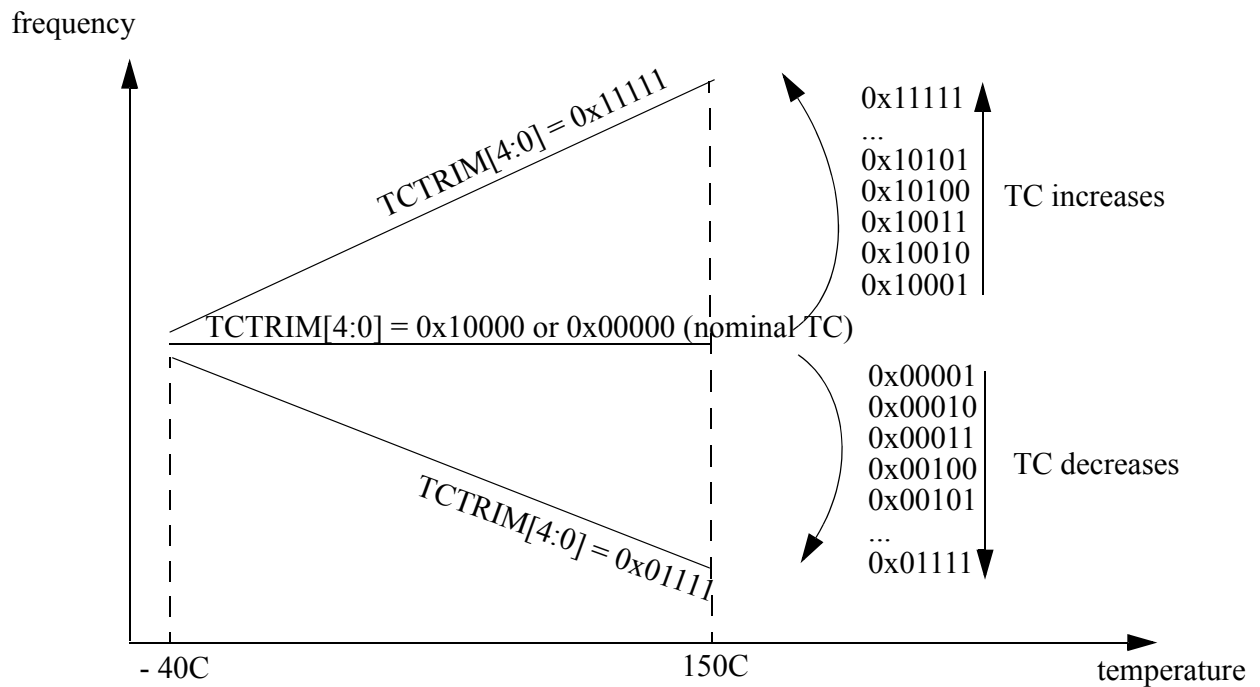 frequency
TCTRIM[4:0] = 0x11111
0x11111
...
0x10101
0x10100
0x10011
0x10010
0x10001
TC increases
TCTRIM[4:0] = 0x10000 or 0x00000 (nominal TC)
0x00001
0x00010
0x00011
0x00100
0x00101
...
0x01111
TC decreases
TCTRIM[4:0] = 0x01111
- 40C
150C
temperature